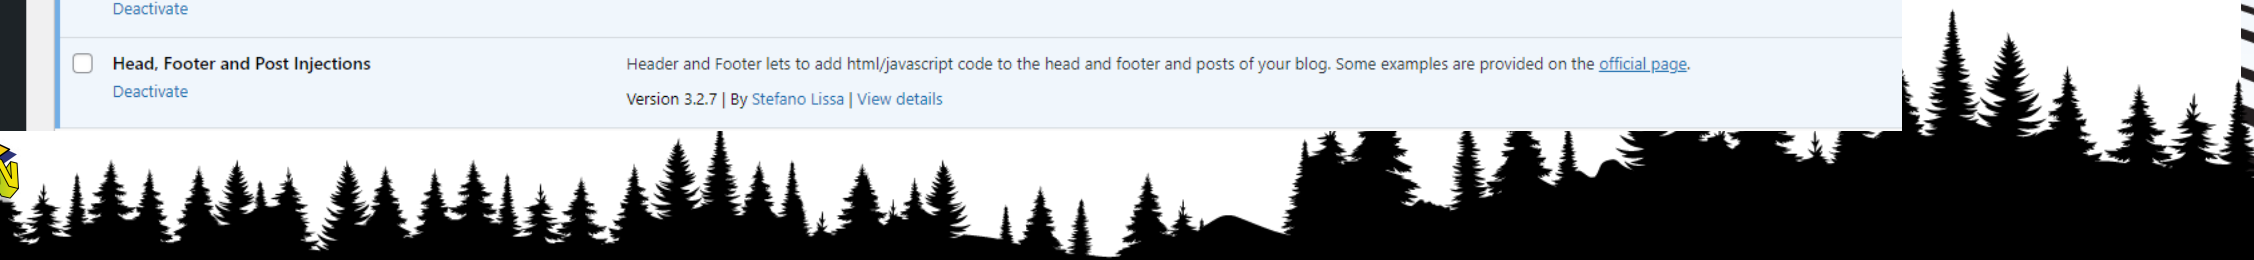 Deactivate
Head, Footer and Post Injections
Header and Footer lets to add html/javascript code to the head and footer and posts of your blog. Some examples are provided on the official page.
Deactivate
Version 3.2.7 | By Stefano Lissa | View details